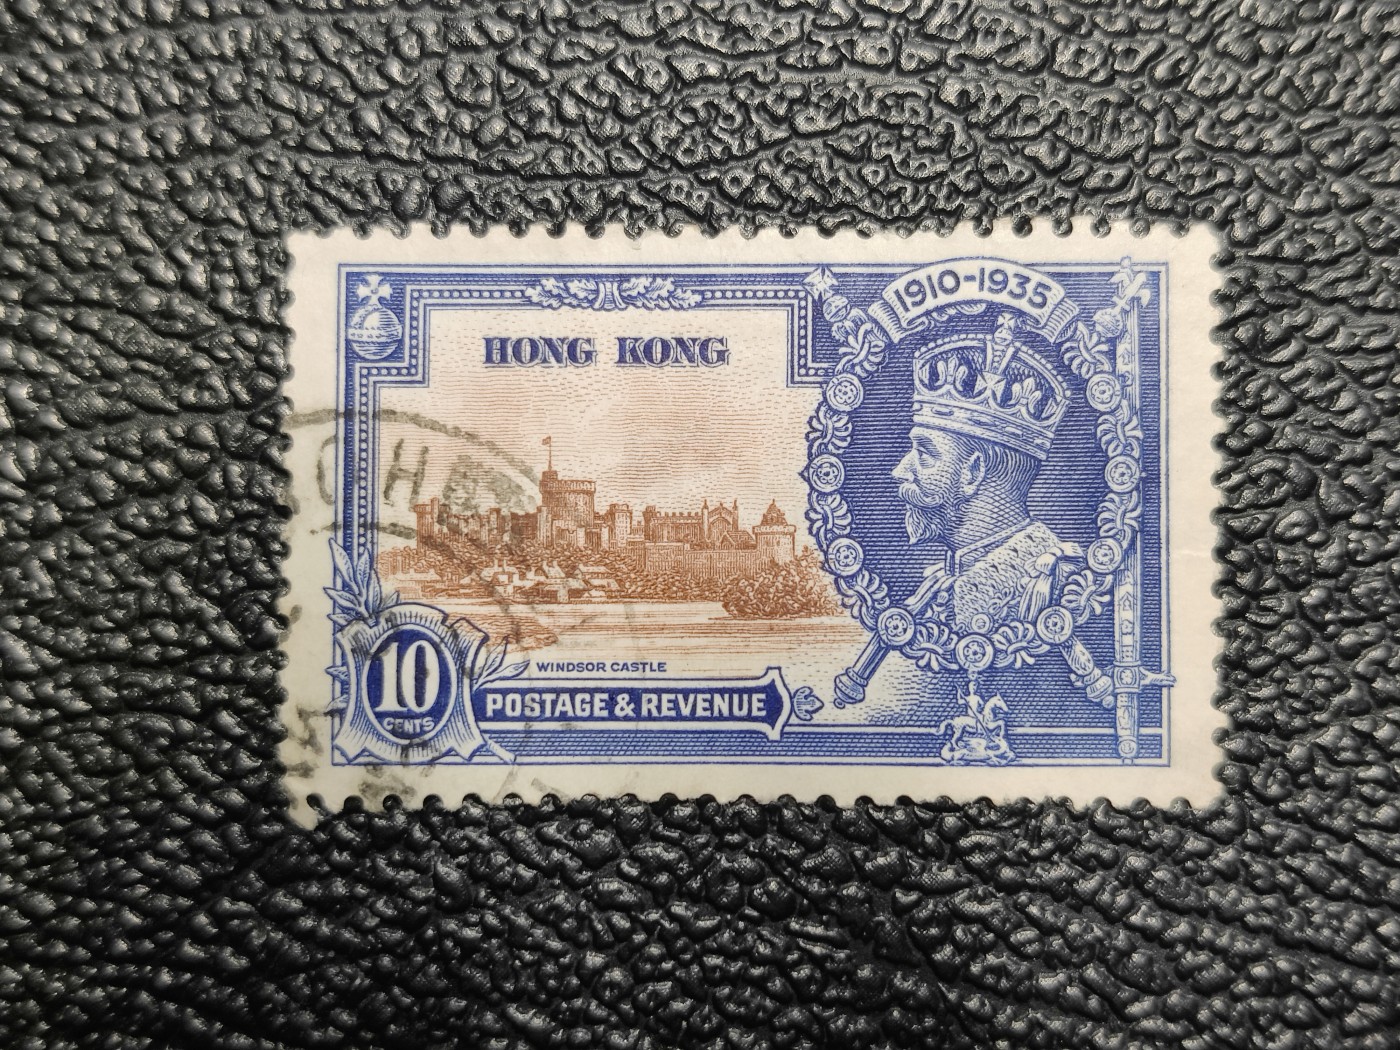 1910-1935
HONG KONG
WINDSOR CASTLE
10
CENTS
POSTAGE & REVENUE